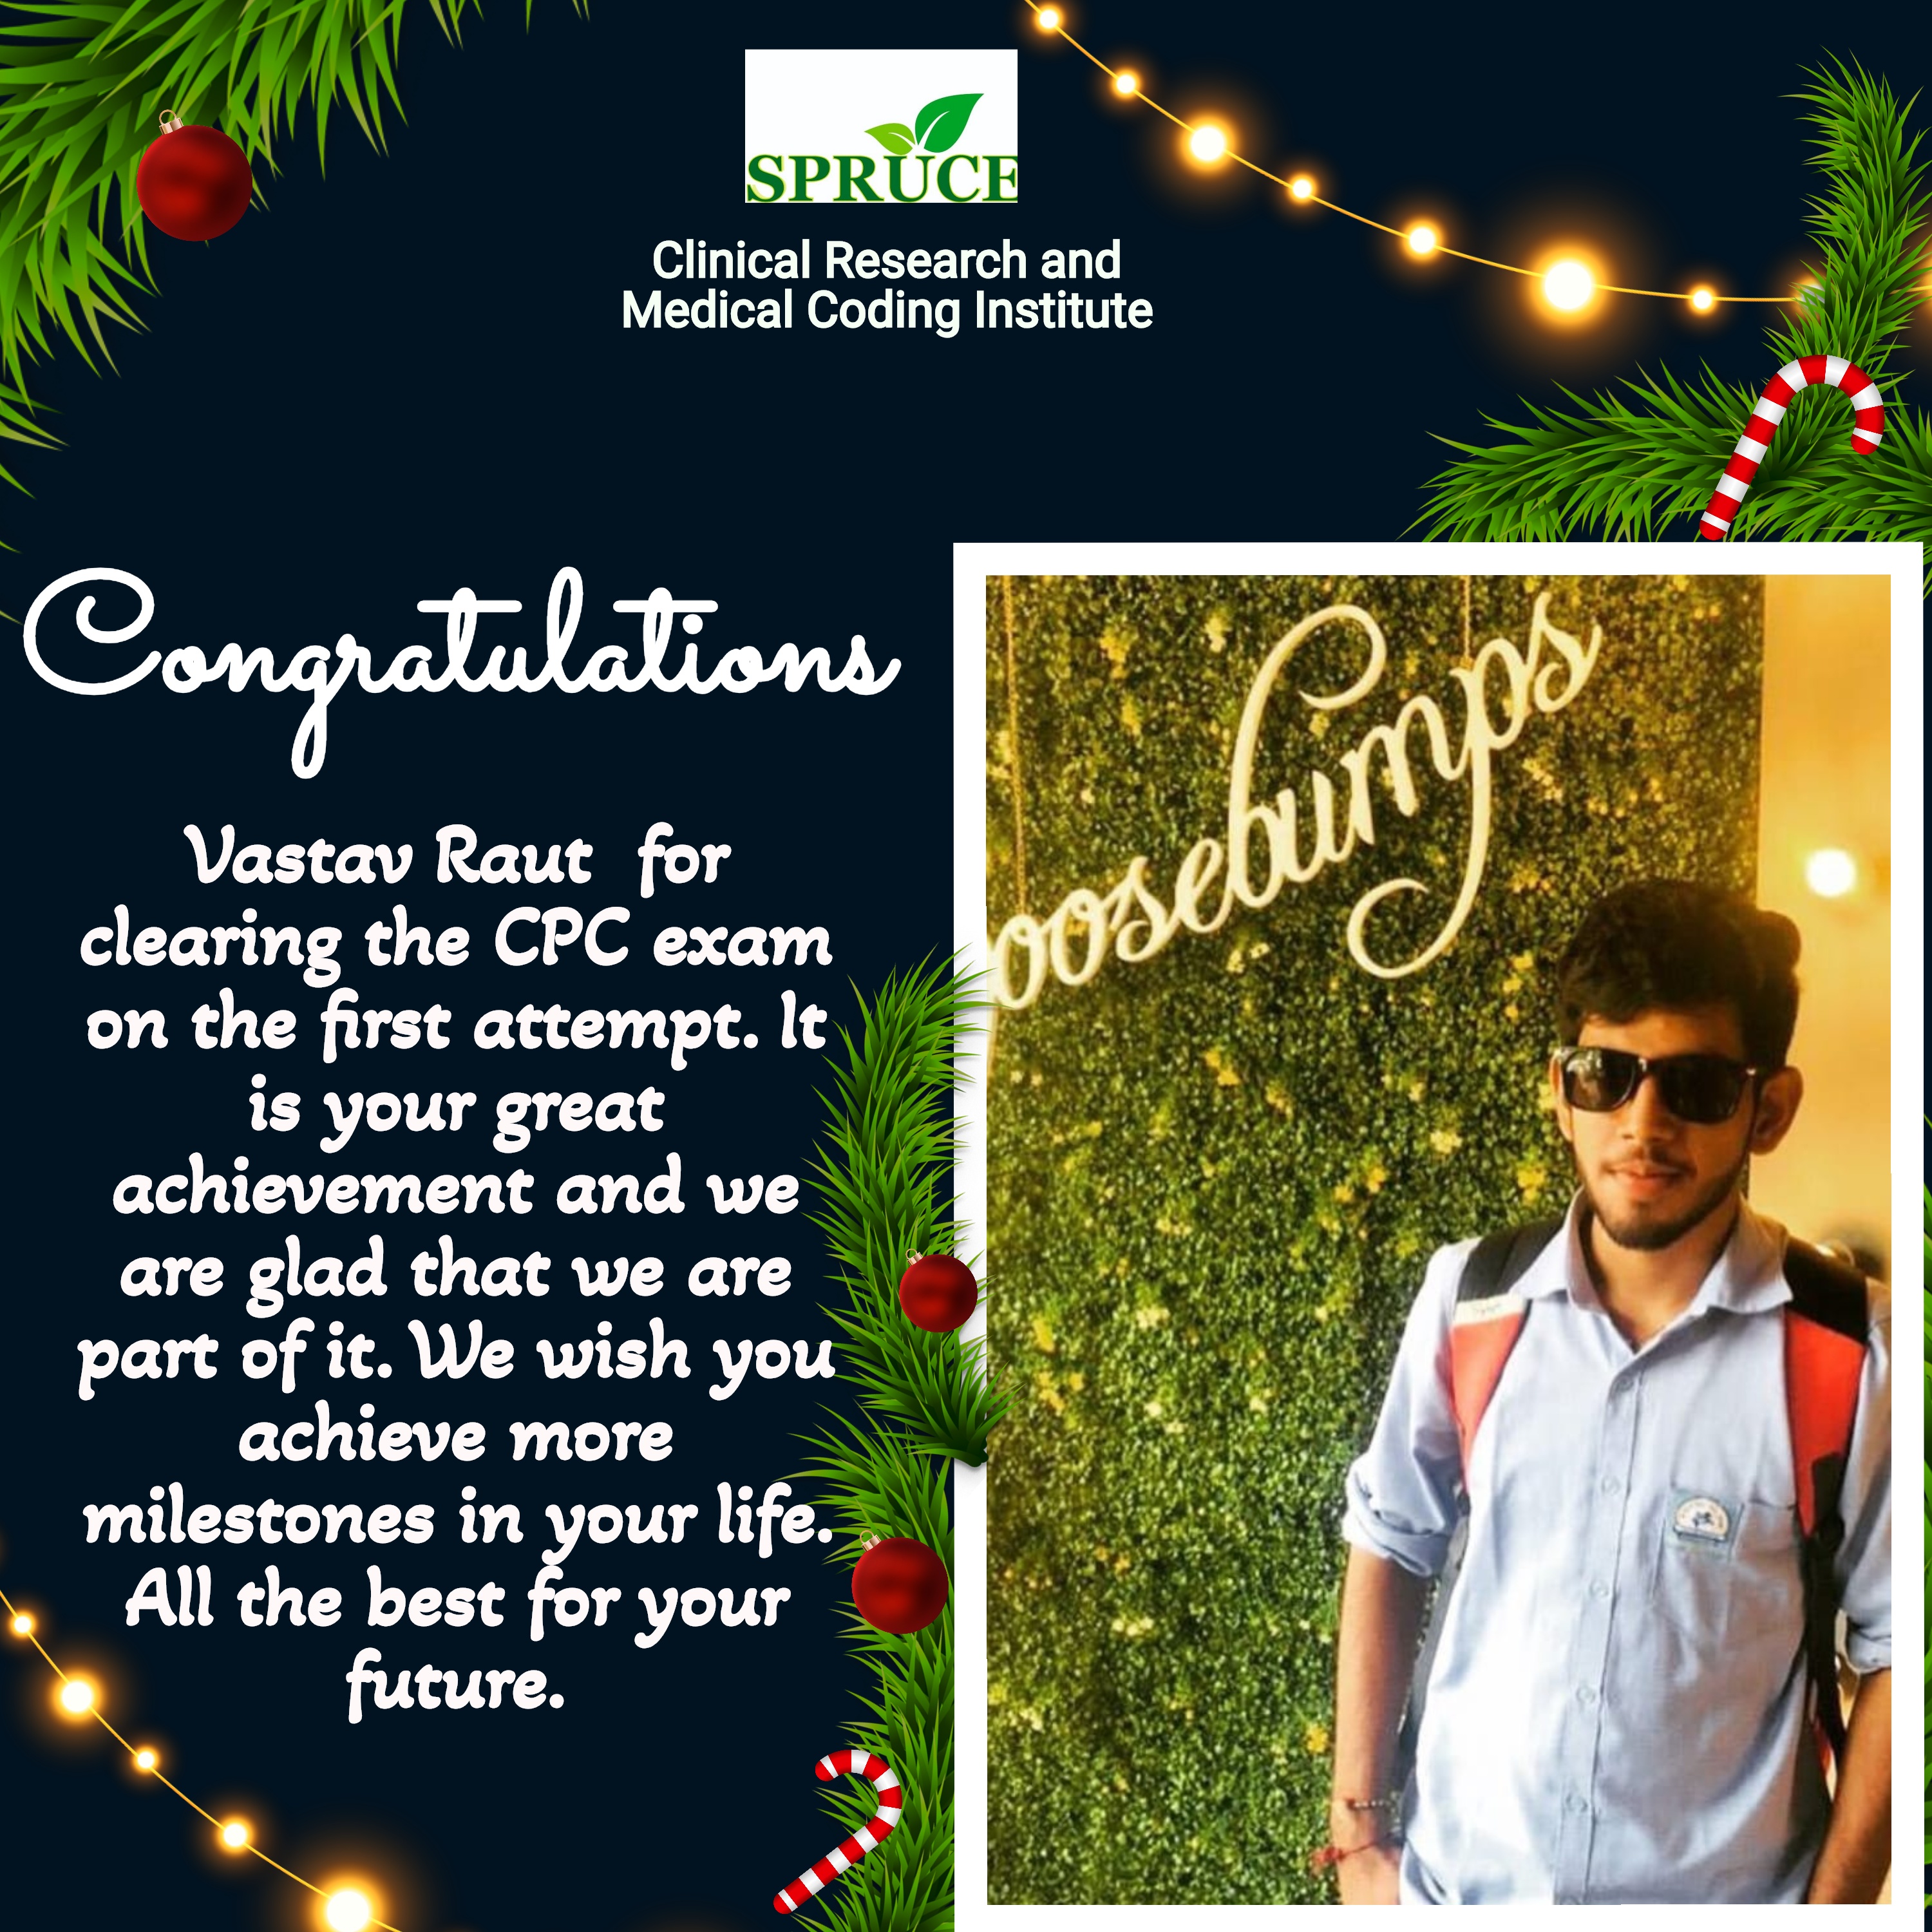 SPRUCE
Clinical Research and
Medical Coding Institute
Congratulations
Vastav Raut for
clearing the CPC exam
on the first attempt. It
is your great
achievement and we
are glad that we are
part of it. We wish you
achieve more
milestones in your life.
All the best for your
future.
oosebumps